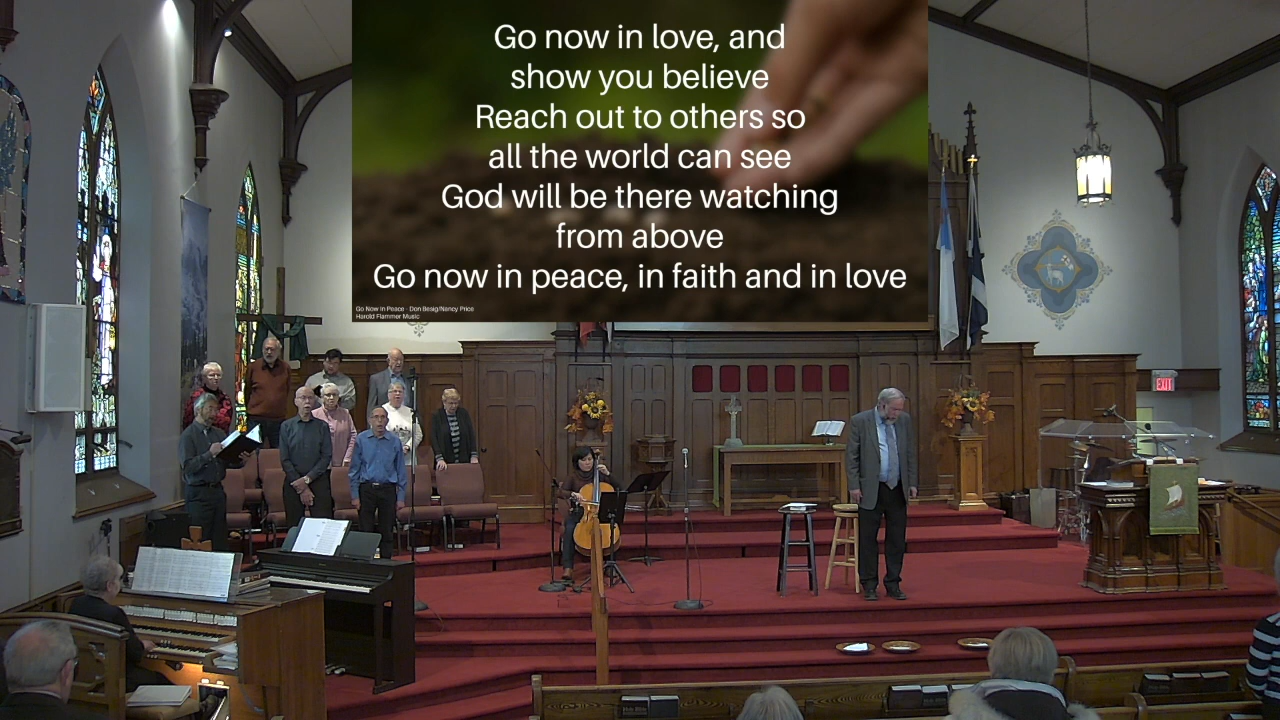 Go now in love, and
show you believe
Reach out to others so
all the world can see
God will be there watching
from above
Go now in peace, in faith and in love
Go Now In Peace - Don Besig/Nancy Price
Harold Flammer Music
EXIT